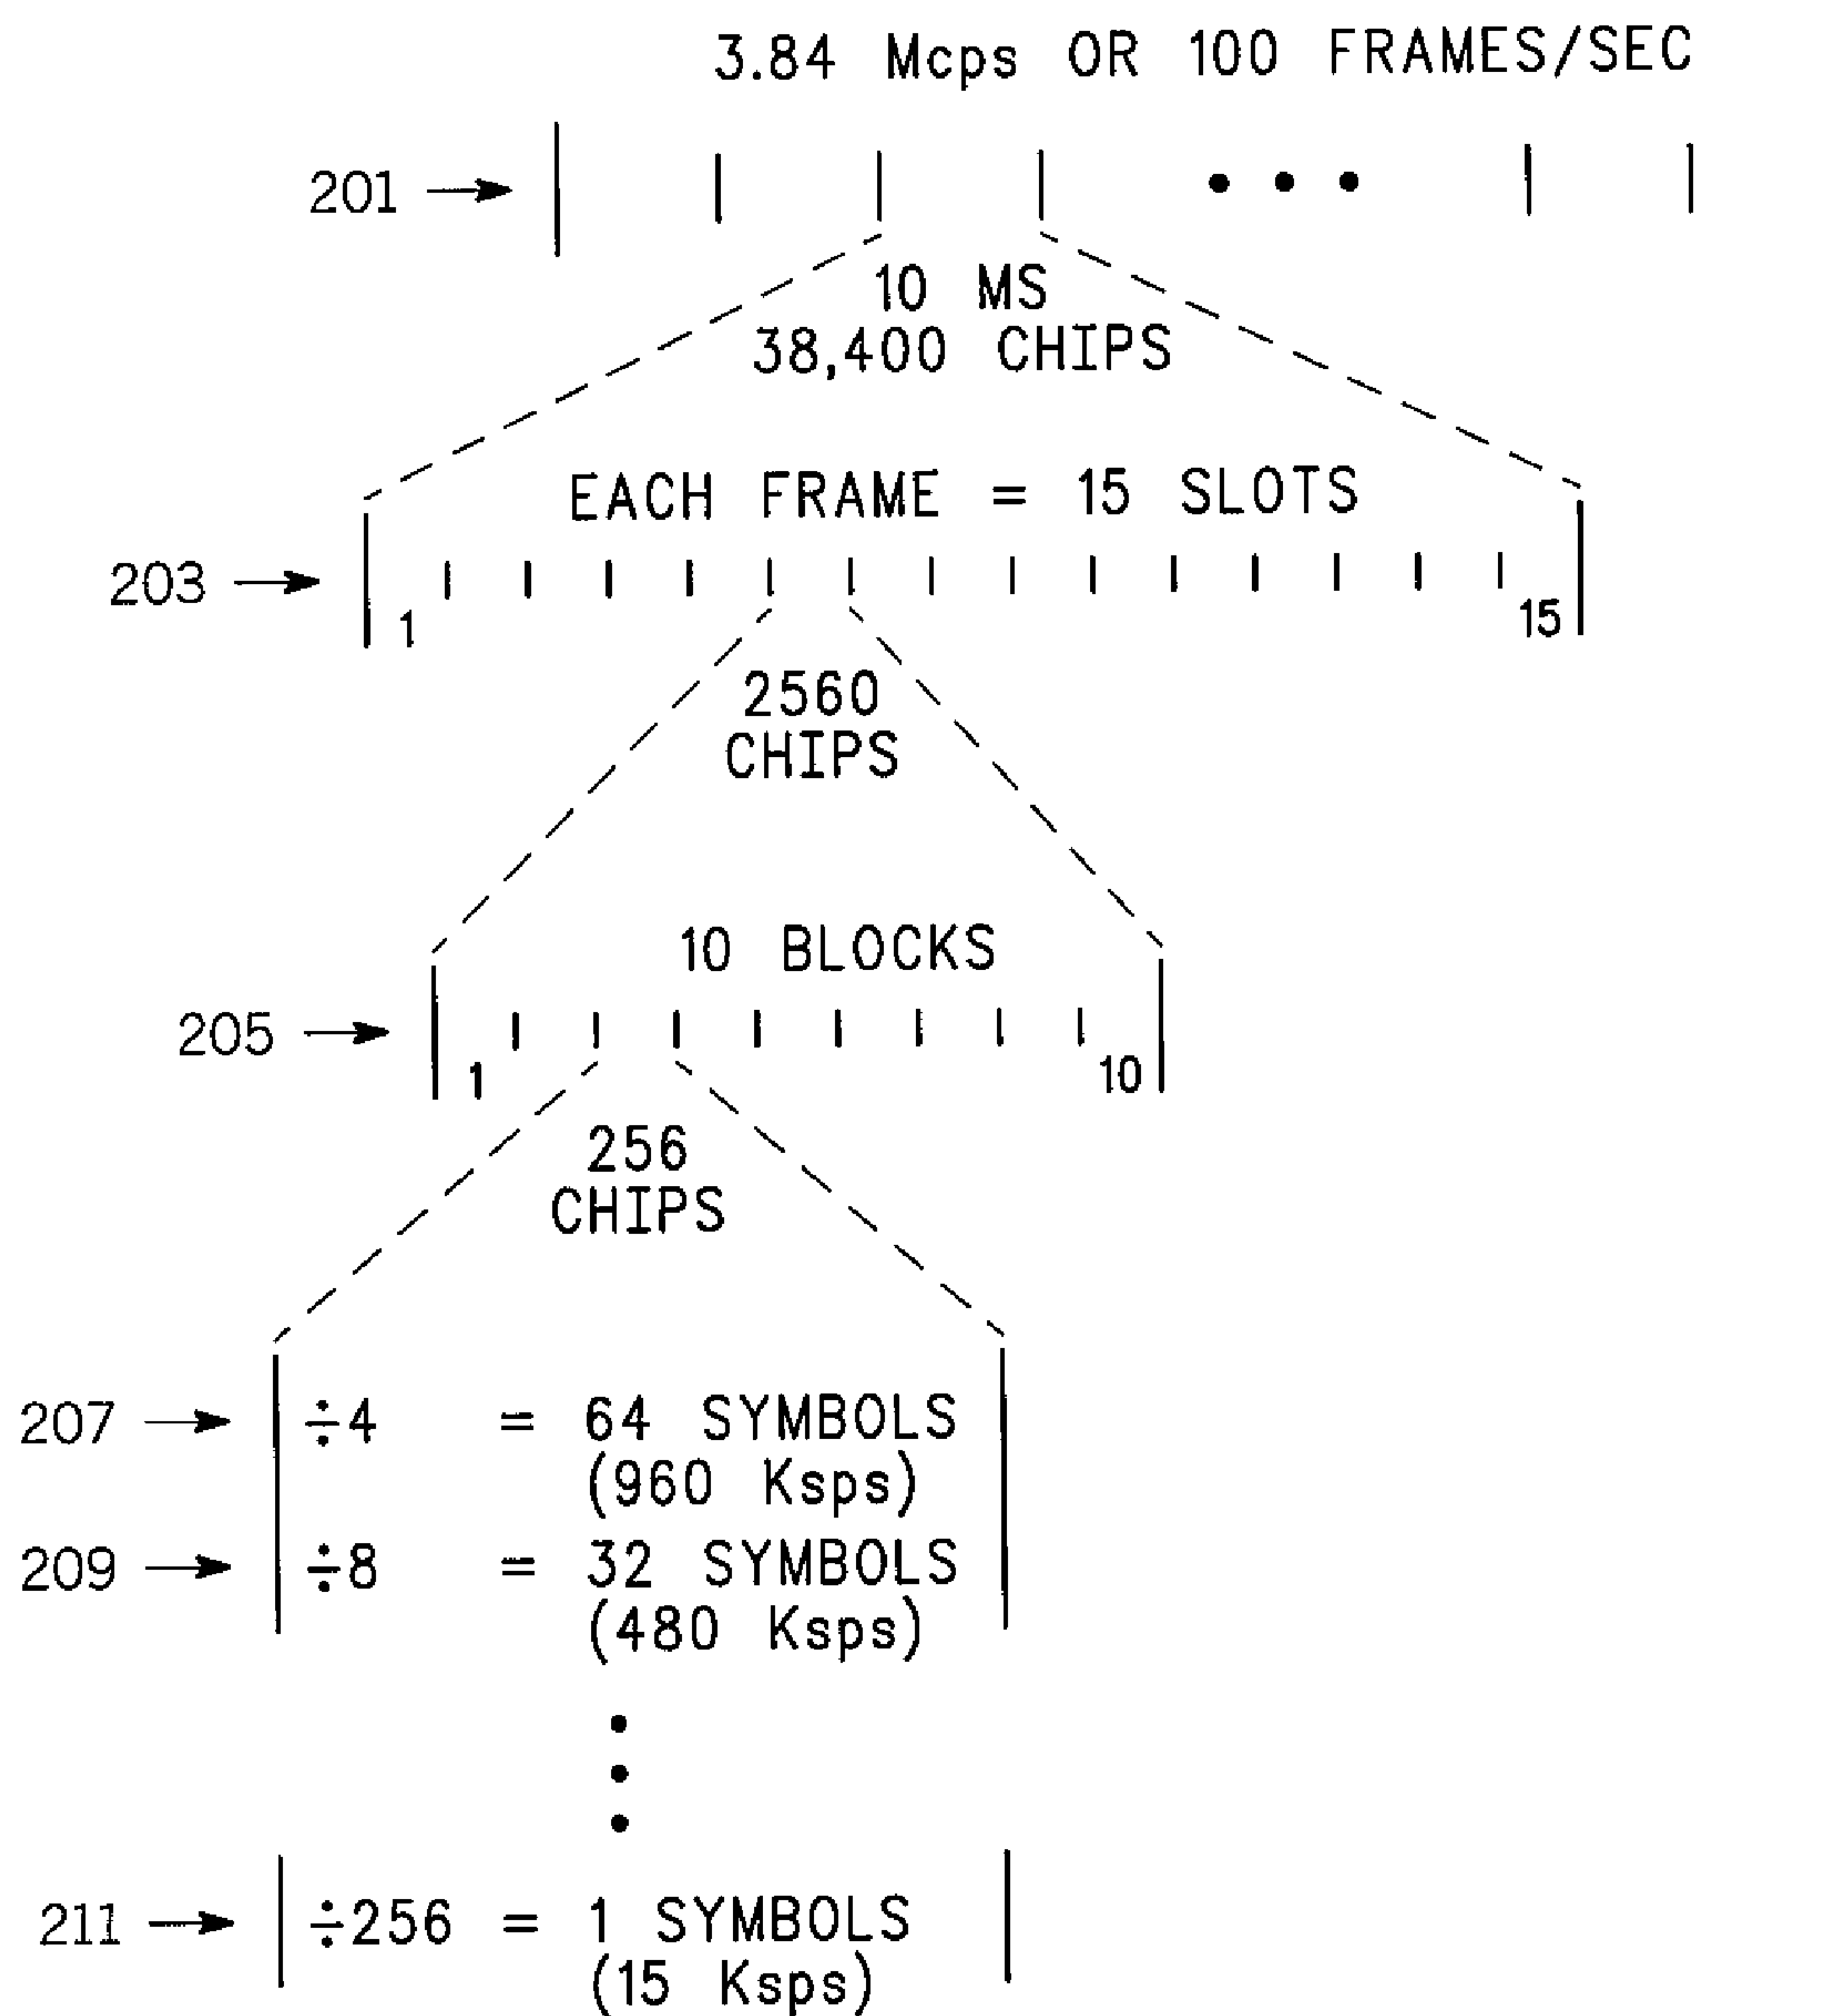 3.84 Mcps OR 100 FRAMES/SEC
201
10 MS
38,400 CHIPS
EACH FRAME = 15 SLOTS
203
1
15
2560
CHIPS
10 BLOCKS
205
1
10
256
CHIPS
207 ÷4 = 64 SYMBOLS
(960 Ksps)
209 ÷8 = 32 SYMBOLS
(480 Ksps)
211 ÷256 = 1 SYMBOLS
(15 Ksps)